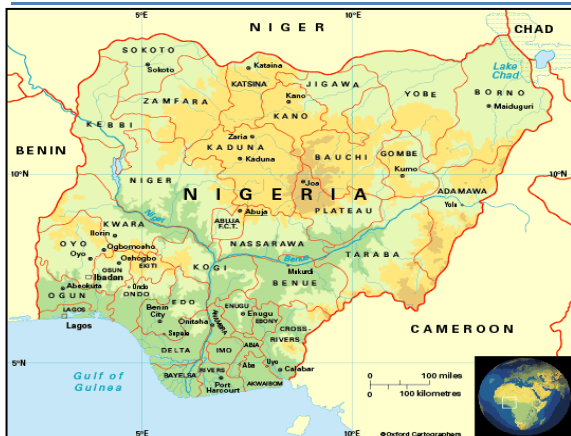 5°E
10°E
NIGER
CHAD
SOKOTO
Sokoto
Katsina
KATSINA
JIGAWA
Lake
Chad
ZAMFARA
Kano
KANO
YOBE
BORNO
Maiduguri
KEBBI
Zaria
KADUNA
Kaduna
BAUCHI
GOMBE
Kumo
BENIN
10°N
10°N
NIGER
NIGERIA
Jos
ADAMAWA
Yola
PLATEAU
Niger
Abuja
ABUJA
F.C.T.
KWARA
Ilorin
OYO
Ogbomosho
Oyo
Oshogbo
OSUN
EKITI
Ibadan
NASSARAWA
Benue
TARABA
KOGI
Makurdi
BENUE
Abeokuta
OGUN
Ondo
ONDO
EDO
LAGOS
Lagos
Benin
City
Onitsha
ANAMBRA
ENUGU
Enugu
EBONY
CROSS-
RIVERS
Sapele
DELTA
IMO
ABIA
Aba
Uyo
Calabar
CAMEROON
5°N
Gulf of
Guinea
BAYELSA
RIVERS
Port
Harcourt
AKWAIBOM
0 100 miles
0 100 kilometres
5°E
10°E
©Oxford Cartographers